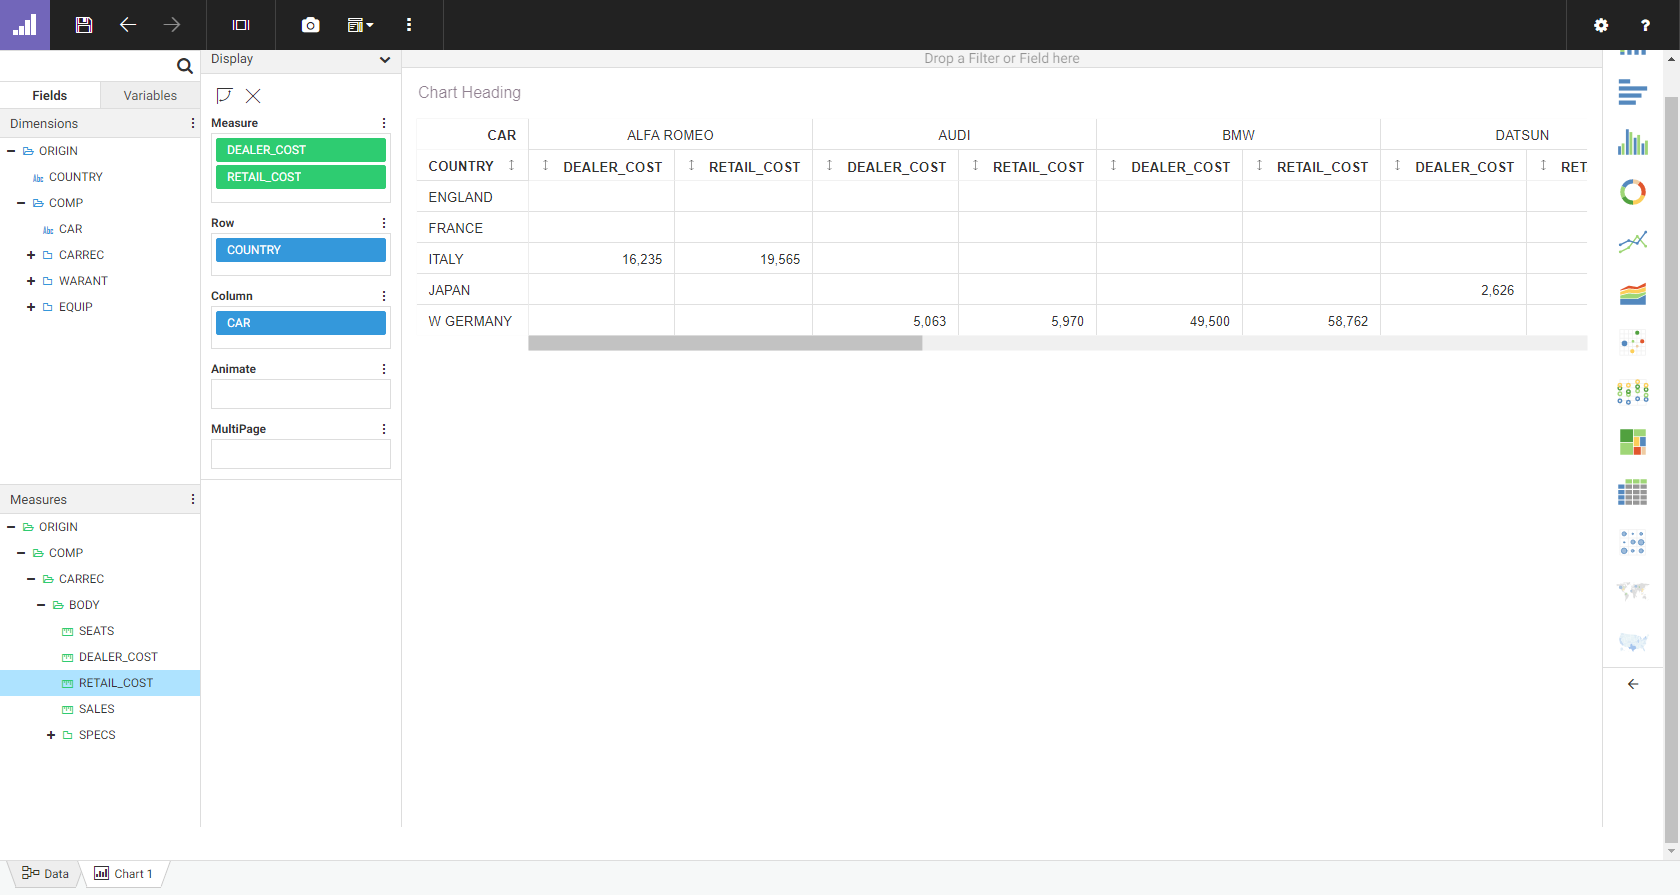 Display
Drop a Filter or Field here
Fields
Variables
Dimensions
ORIGIN
Abc COUNTRY
COMP
Abc CAR
CARREC
WARANT
EQUIP
Measures
ORIGIN
COMP
CARREC
BODY
SEATS
DEALER_COST
RETAIL_COST
SALES
SPECS
Measure
DEALER_COST
RETAIL_COST
Row
COUNTRY
Column
CAR
Animate
MultiPage
Chart Heading
CAR ALFA ROMEO AUDI BMW DATSUN
COUNTRY DEALER_COST RETAIL_COST DEALER_COST RETAIL_COST DEALER_COST RETAIL_COST DEALER_COST RET
ENGLAND
FRANCE
ITALY 16,235 19,565
JAPAN 2,626
W GERMANY 5,063 5,970 49,500 58,762
Data
Chart 1